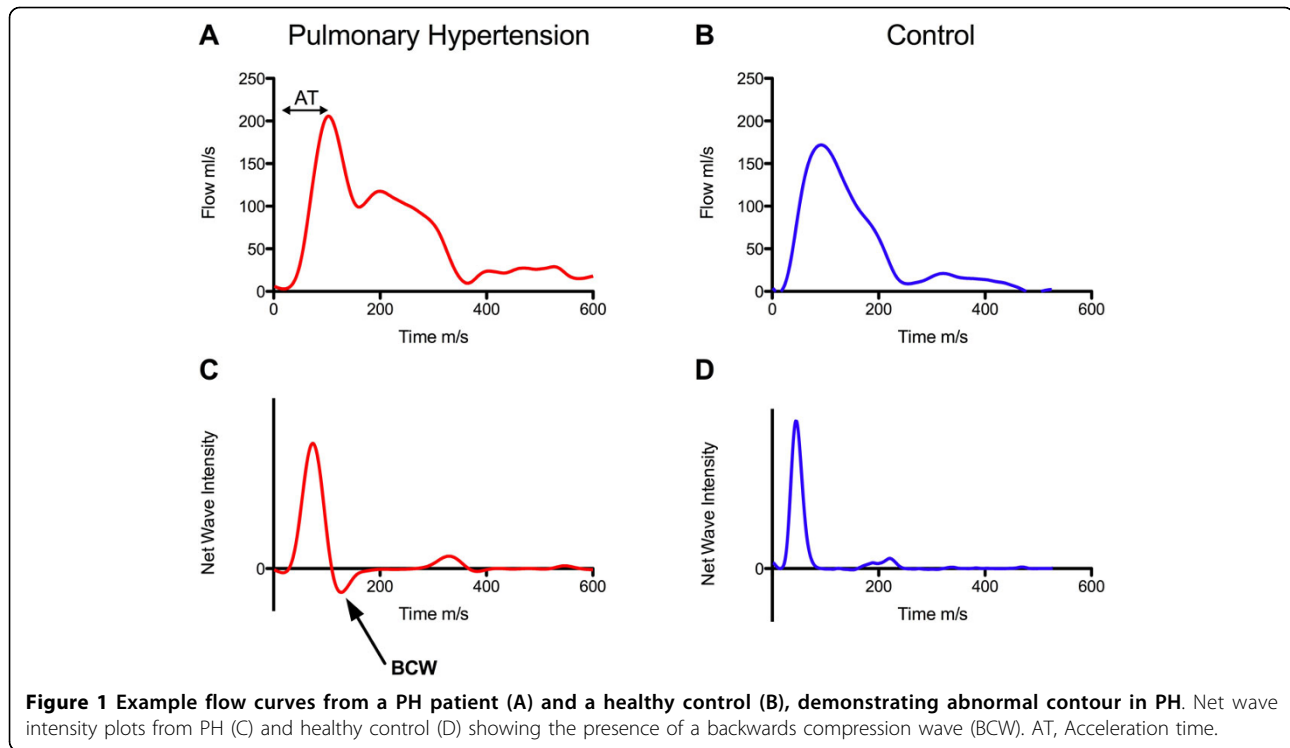 A Pulmonary Hypertension
B Control
250
200
150
100
50
0
Flow ml/s
AT
0 200 400 600
Time m/s
250
200
150
100
50
0
Flow ml/s
0 200 400 600
Time m/s
C
Net Wave Intensity
0
200 400 600
Time m/s
BCW
D
Net Wave Intensity
0
200 400 600
Time m/s
Figure 1 Example flow curves from a PH patient (A) and a healthy control (B), demonstrating abnormal contour in PH. Net wave
intensity plots from PH (C) and healthy control (D) showing the presence of a backwards compression wave (BCW). AT, Acceleration time.